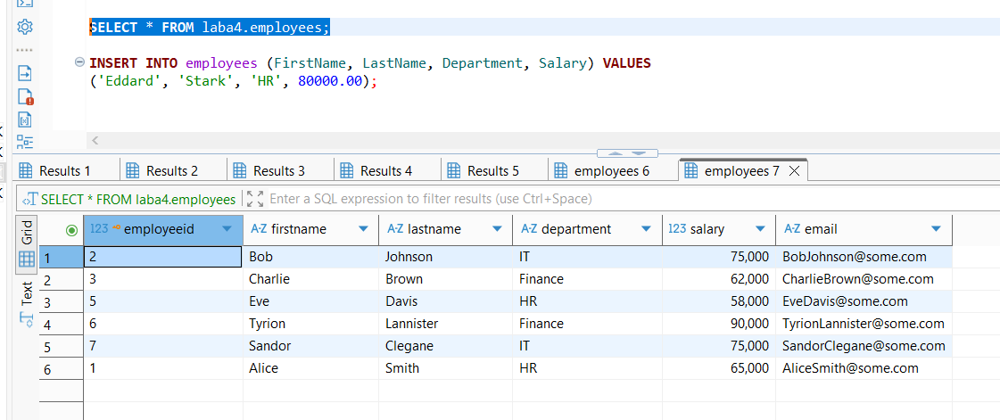 SELECT * FROM laba4.employees;
INSERT INTO employees (FirstName, LastName, Department, Salary) VALUES
('Eddard', 'Stark', 'HR', 80000.00);
Results 1 Results 2 Results 3 Results 4 Results 5 employees 6 employees 7
SELECT * FROM laba4.employees Enter a SQL expression to filter results (use Ctrl+Space)
Grid
Text
123 employeeid A-Z firstname A-Z lastname A-Z department 123 salary A-Z email
1 2 Bob Johnson IT 75,000 BobJohnson@some.com
2 3 Charlie Brown Finance 62,000 CharlieBrown@some.com
3 5 Eve Davis HR 58,000 EveDavis@some.com
4 6 Tyrion Lannister Finance 90,000 TyrionLannister@some.com
5 7 Sandor Clegane IT 75,000 SandorClegane@some.com
6 1 Alice Smith HR 65,000 AliceSmith@some.com